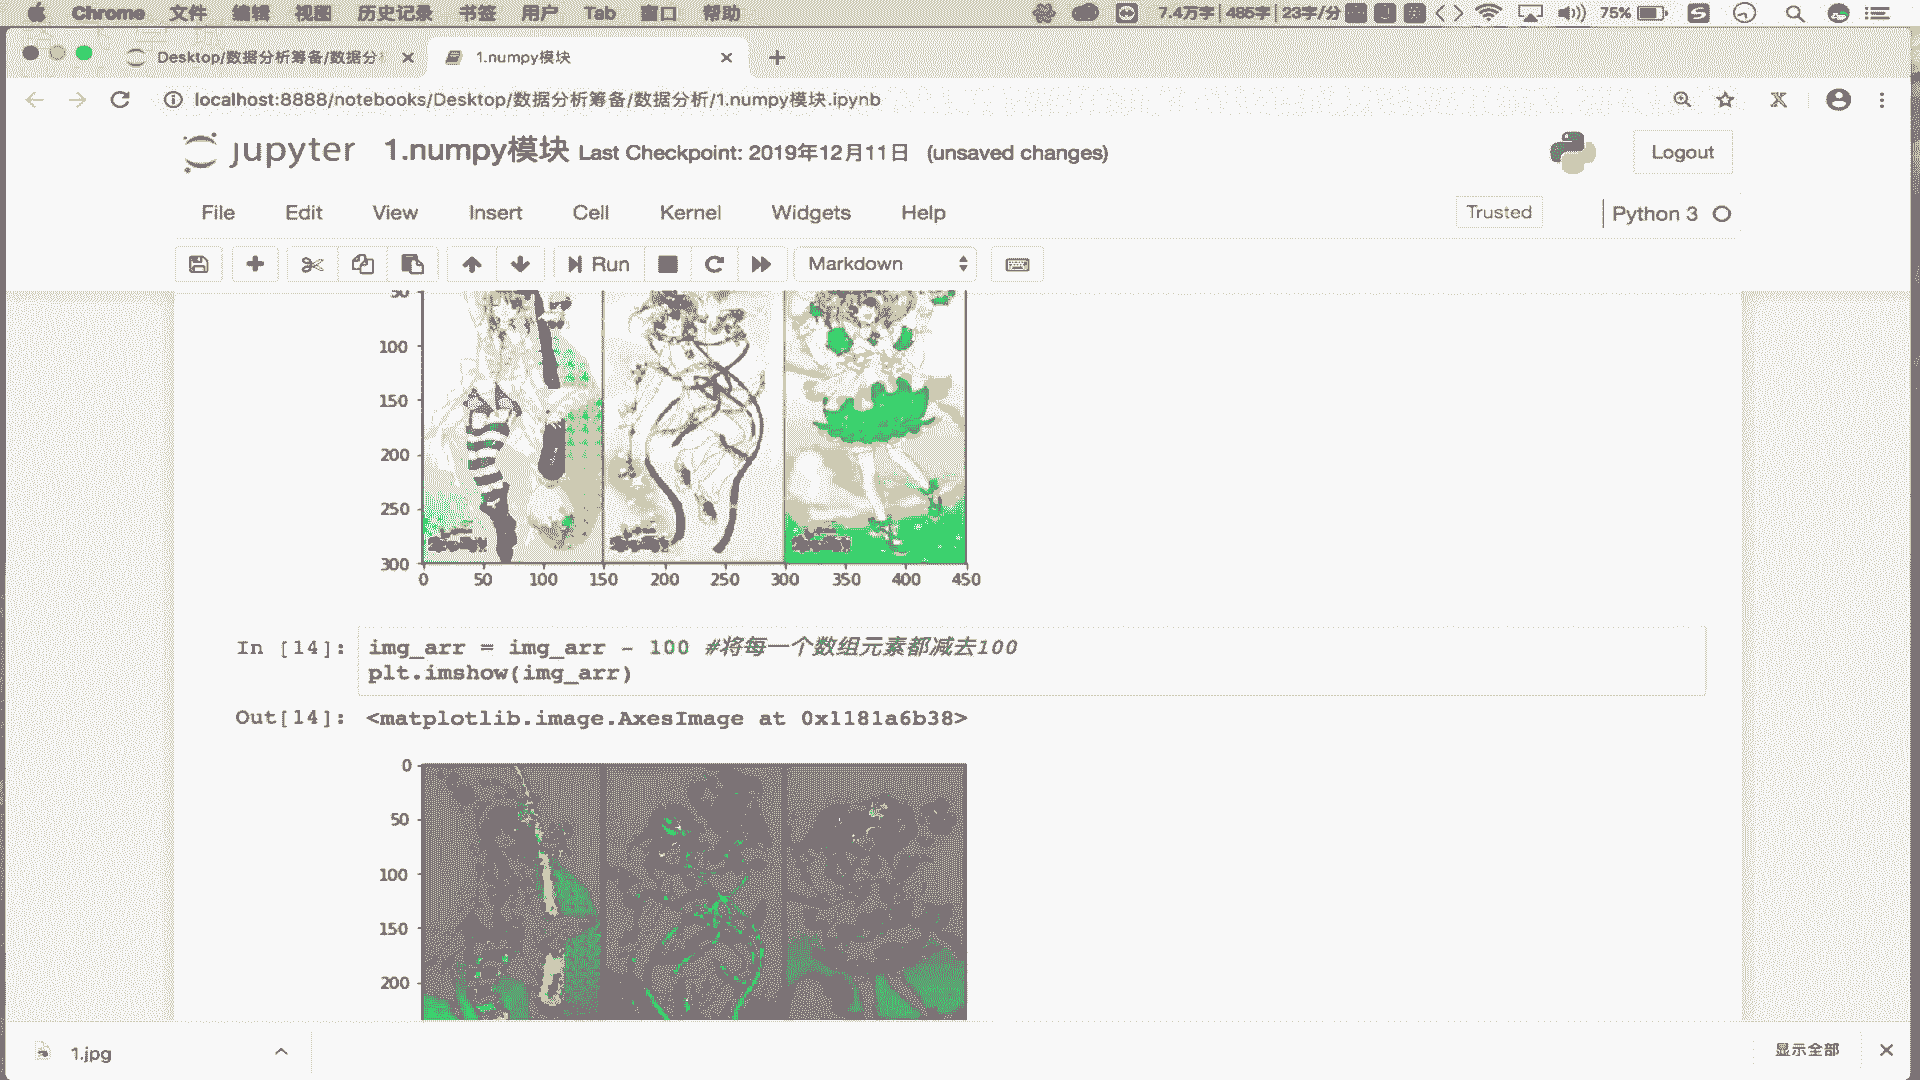 Chrome 文件 编辑 视图 历史记录 书签 用户 Tab 窗口 帮助 7.4万字 485字 23字/分 75%
Desktop/数据分析筹备/数据分 1.numpy模块
localhost:8888/notebooks/Desktop/数据分析筹备/数据分析/1.numpy模块.ipynb
jupyter 1.numpy模块 Last Checkpoint: 2019年12月11日 (unsaved changes) Logout
File Edit View Insert Cell Kernel Widgets Help Trusted Python 3
Run Markdown
50
100
150
200
250
300
0 50 100 150 200 250 300 350 400 450
In [14]: img_arr = img_arr - 100 #将每一个数组元素都减去100
plt.imshow(img_arr)
Out[14]: <matplotlib.image.AxesImage at 0x1181a6b38>
0
50
100
150
200
1.jpg 显示全部